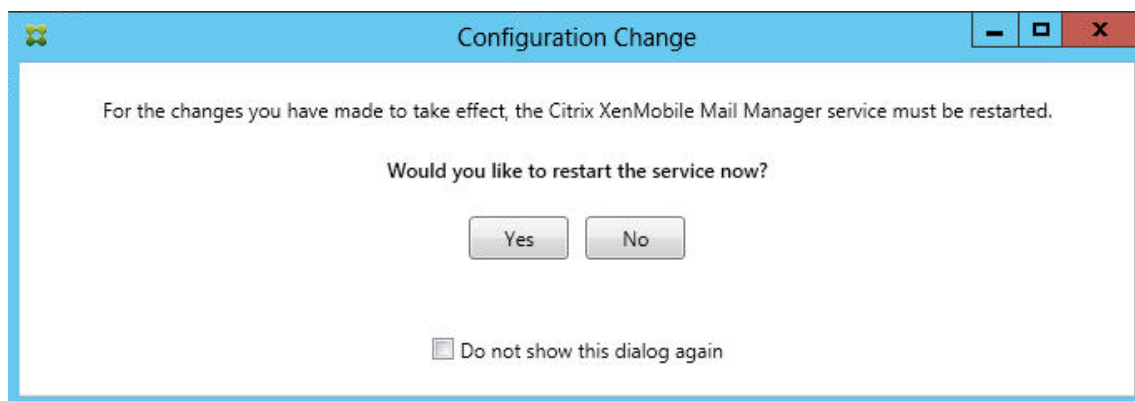 Configuration Change
For the changes you have made to take effect, the Citrix XenMobile Mail Manager service must be restarted.
Would you like to restart the service now?
Yes No
Do not show this dialog again